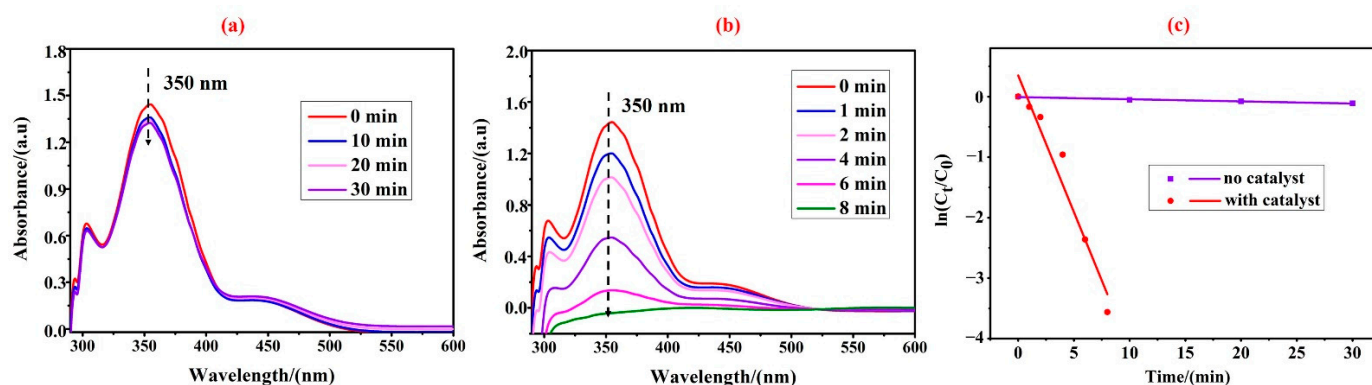 (a)
1.8
1.5
1.2
0.9
0.6
0.3
0.0
Absorbance/(a.u)
350 nm
0 min
10 min
20 min
30 min
300 350 400 450 500 550 600
Wavelength/(nm)
(b)
2.0
1.6
1.2
0.8
0.4
0.0
Absorbance/(a.u)
350 nm
0 min
1 min
2 min
4 min
6 min
8 min
300 350 400 450 500 550 600
Wavelength/(nm)
(c)
0
−1
−2
−3
−4
ln(Ct/C0)
no catalyst
with catalyst
0 5 10 15 20 25 30
Time/(min)